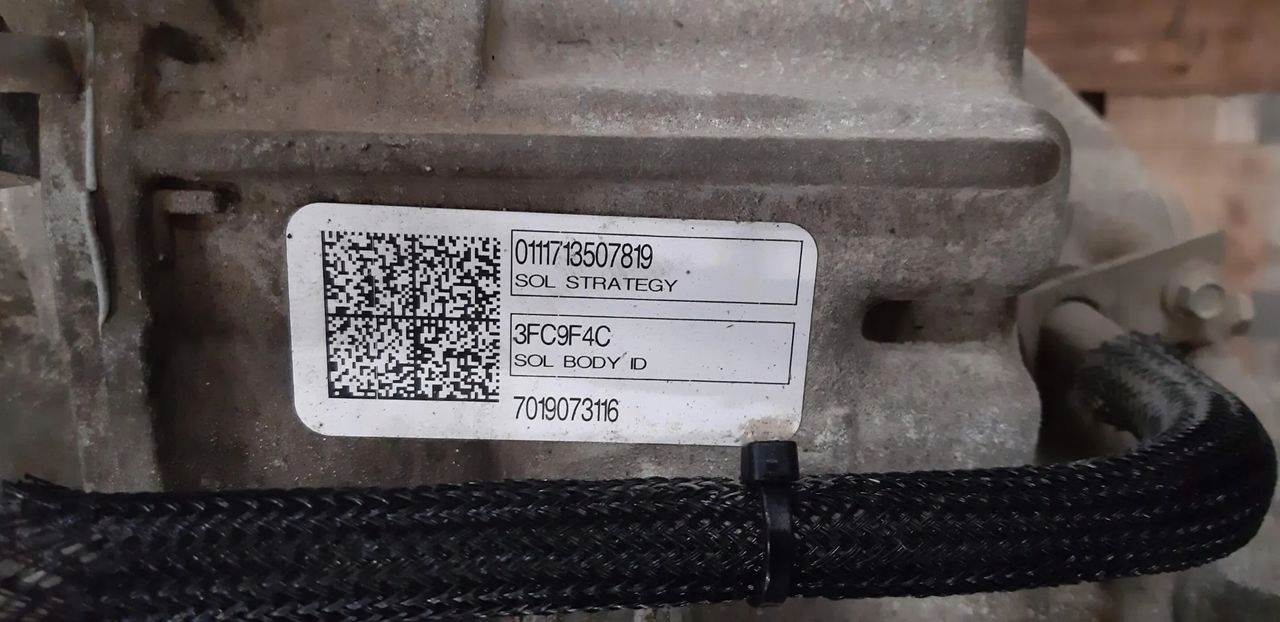 0111713507819
SOL STRATEGY
3FC9F4C
SOL BODY ID
7019073116